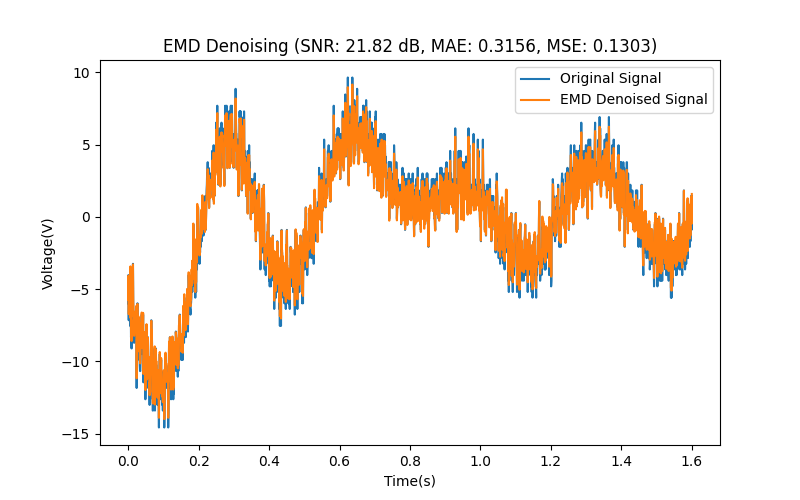 EMD Denoising (SNR: 21.82 dB, MAE: 0.3156, MSE: 0.1303)
Original Signal
EMD Denoised Signal
10
5
0
−5
−10
−15
Voltage(V)
0.0 0.2 0.4 0.6 0.8 1.0 1.2 1.4 1.6
Time(s)